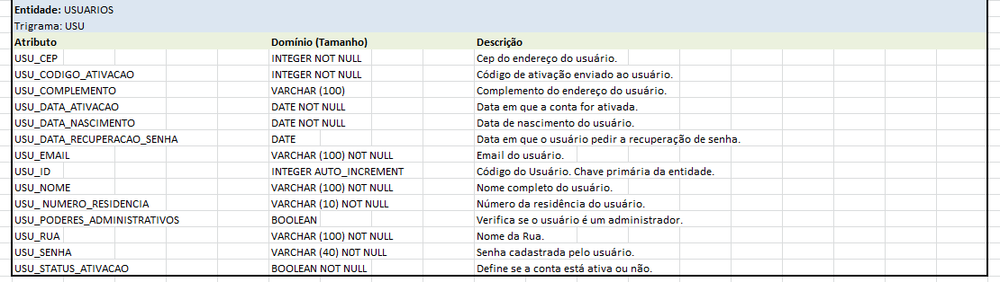 Entidade: USUARIOS
Trigrama: USU
Atributo Domínio (Tamanho) Descrição
USU_CEP INTEGER NOT NULL Cep do endereço do usuário.
USU_CODIGO_ATIVACAO INTEGER NOT NULL Código de ativação enviado ao usuário.
USU_COMPLEMENTO VARCHAR (100) Complemento do endereço do usuário.
USU_DATA_ATIVACAO DATE NOT NULL Data em que a conta for ativada.
USU_DATA_NASCIMENTO DATE NOT NULL Data de nascimento do usuário.
USU_DATA_RECUPERACAO_SENHA DATE Data em que o usuário pedir a recuperação de senha.
USU_EMAIL VARCHAR (100) NOT NULL Email do usuário.
USU_ID INTEGER AUTO_INCREMENT Código do Usuário. Chave primária da entidade.
USU_NOME VARCHAR (100) NOT NULL Nome completo do usuário.
USU_ NUMERO_RESIDENCIA VARCHAR (10) NOT NULL Número da residência do usuário.
USU_PODERES_ADMINISTRATIVOS BOOLEAN Verifica se o usuário é um administrador.
USU_RUA VARCHAR (100) NOT NULL Nome da Rua.
USU_SENHA VARCHAR (40) NOT NULL Senha cadastrada pelo usuário.
USU_STATUS_ATIVACAO BOOLEAN NOT NULL Define se a conta está ativa ou não.